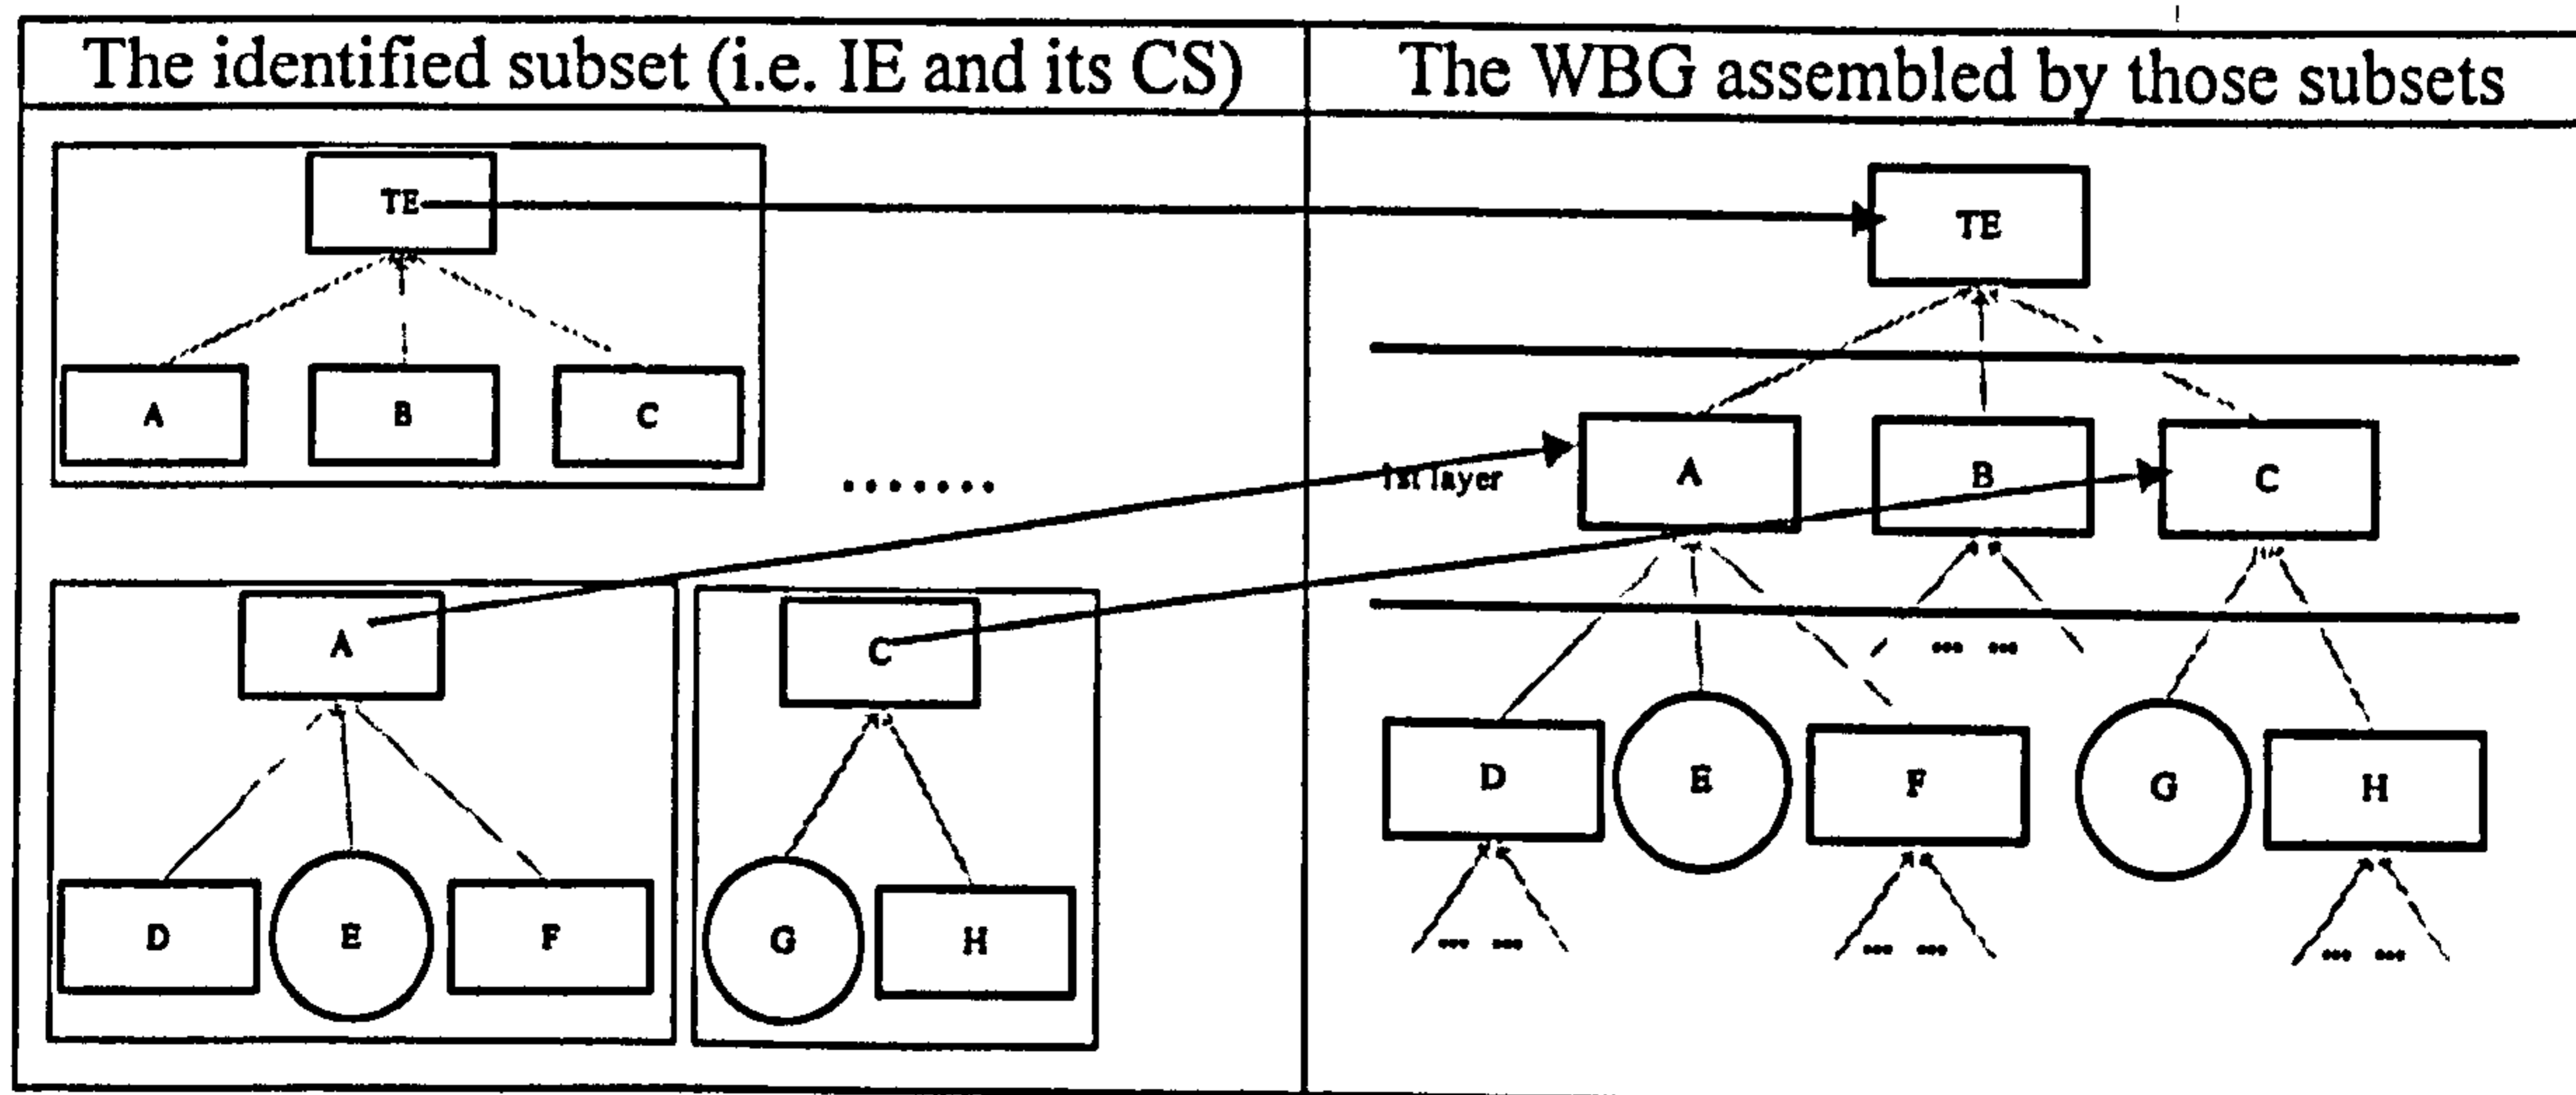 The identified subset (i.e. IE and its CS)
The WBG assembled by those subsets
TE
A B C
.......
A C
D E F G H
TE
1st layer A B C
... ...
D E F G H
... ... ... ... ... ...